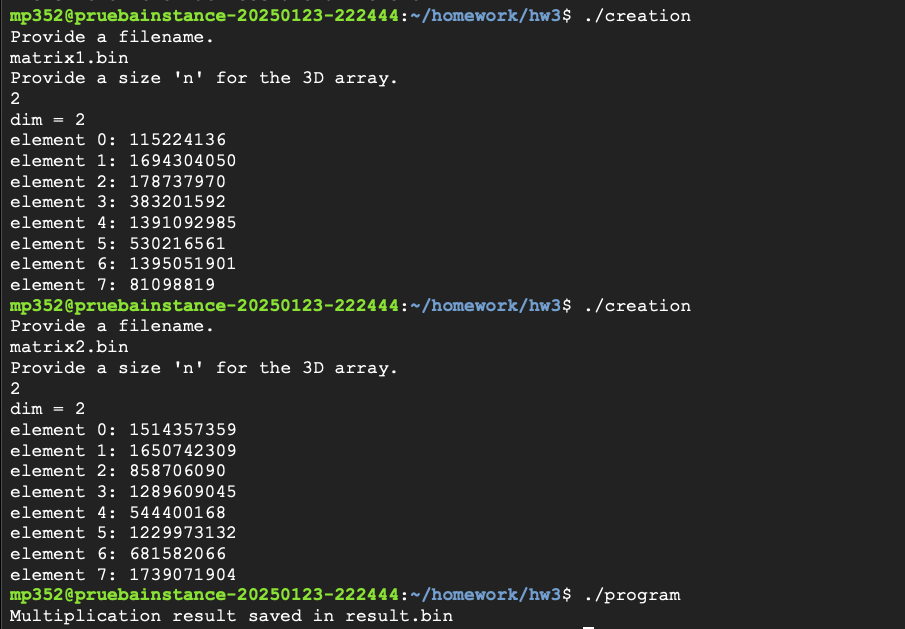 mp352@pruebainstance-20250123-222444:~/homework/hw3$ ./creation
Provide a filename.
matrix1.bin
Provide a size 'n' for the 3D array.
2
dim = 2
element 0: 115224136
element 1: 1694304050
element 2: 178737970
element 3: 383201592
element 4: 1391092985
element 5: 530216561
element 6: 1395051901
element 7: 81098819
mp352@pruebainstance-20250123-222444:~/homework/hw3$ ./creation
Provide a filename.
matrix2.bin
Provide a size 'n' for the 3D array.
2
dim = 2
element 0: 1514357359
element 1: 1650742309
element 2: 858706090
element 3: 1289609045
element 4: 544400168
element 5: 1229973132
element 6: 681582066
element 7: 1739071904
mp352@pruebainstance-20250123-222444:~/homework/hw3$ ./program
Multiplication result saved in result.bin